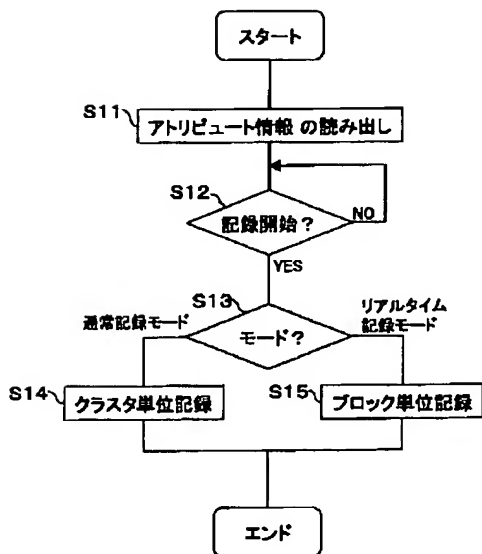 スタート
S11
アトリビュート情報 の読み出し
S12
記録開始？
NO
YES
S13
モード？
通常記録モード
リアルタイム
記録モード
S14
クラスタ単位記録
S15
ブロック単位記録
エンド